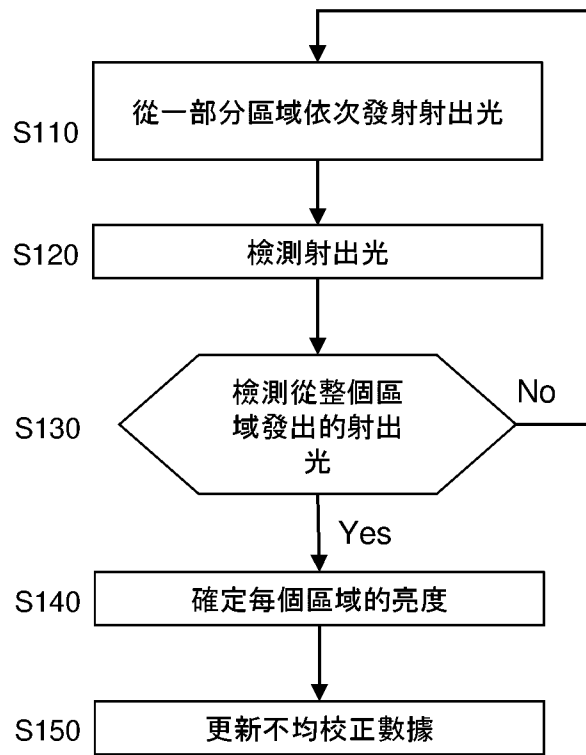 S110
從一部分區域依次發射射出光
S120
檢測射出光
S130
檢測從整個區
域發出的射出
光
No
Yes
S140
確定每個區域的亮度
S150
更新不均校正數據